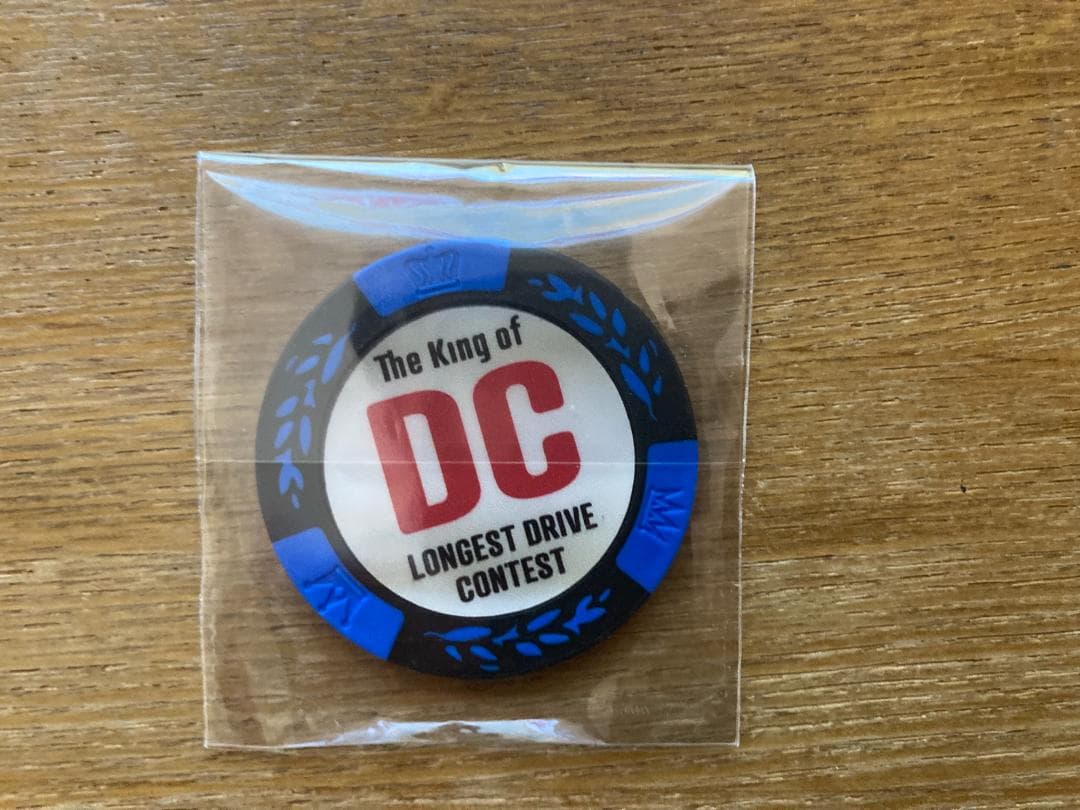 The King of
DC
LONGEST DRIVE
CONTEST